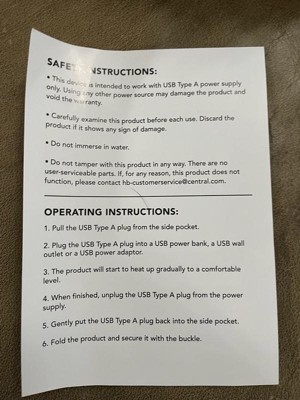 SAFETY INSTRUCTIONS:
• This device is intended to work with USB Type A power supply
only. Using any other power source may damage the product and
void the warranty.
• Carefully examine this product before each use. Discard the
product if it shows any sign of damage.
• Do not immerse in water.
• Do not tamper with this product in any way. There are no
user-serviceable parts. If, for any reason, this product does not
function, please contact hb-customerservice@central.com.
OPERATING INSTRUCTIONS:
1. Pull the USB Type A plug from the side pocket.
2. Plug the USB Type A plug into a USB power bank, a USB wall
outlet or a USB power adaptor.
3. The product will start to heat up gradually to a comfortable
level.
4. When finished, unplug the USB Type A plug from the power
supply.
5. Gently put the USB Type A plug back into the side pocket.
6. Fold the product and secure it with the buckle.